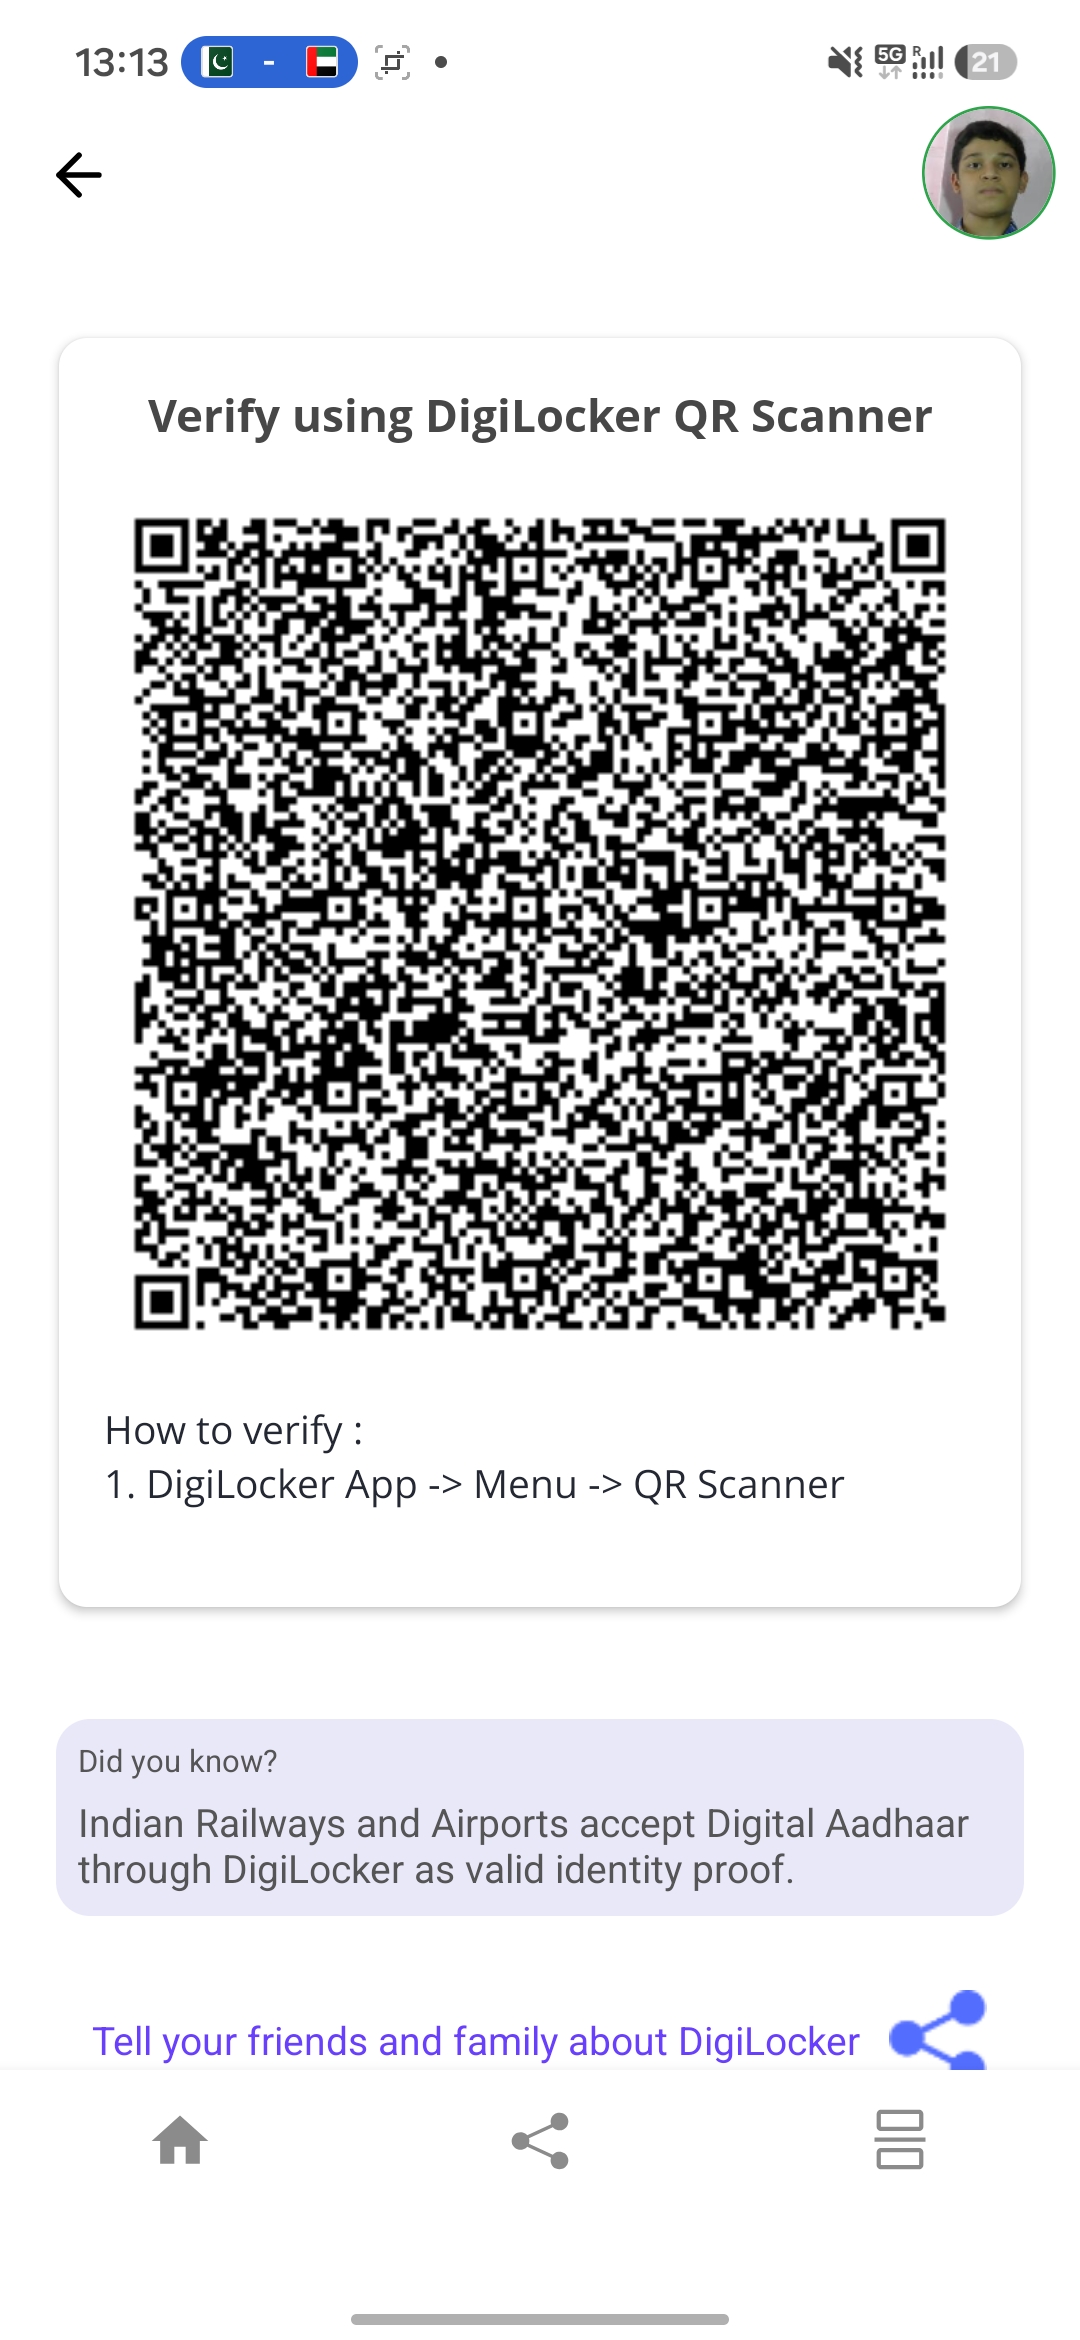 13:13
-
5G
R
21
Verify using DigiLocker QR Scanner
How to verify :
1. DigiLocker App -> Menu -> QR Scanner
Did you know?
Indian Railways and Airports accept Digital Aadhaar
through DigiLocker as valid identity proof.
Tell your friends and family about DigiLocker